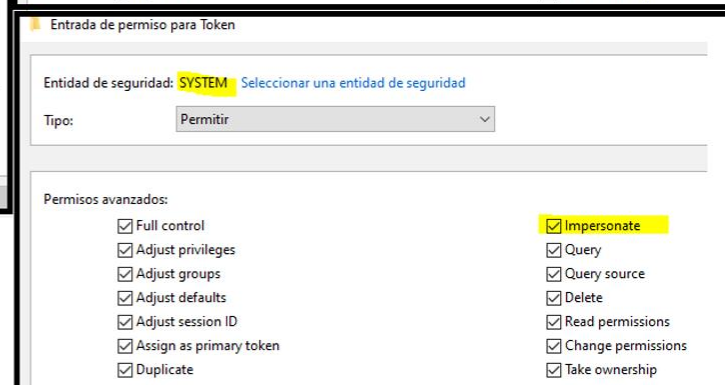 Entrada de permiso para Token
Entidad de seguridad: SYSTEM Seleccionar una entidad de seguridad
Tipo: Permitir
Permisos avanzados:
Full control
Adjust privileges
Adjust groups
Adjust defaults
Adjust session ID
Assign as primary token
Duplicate
Impersonate
Query
Query source
Delete
Read permissions
Change permissions
Take ownership